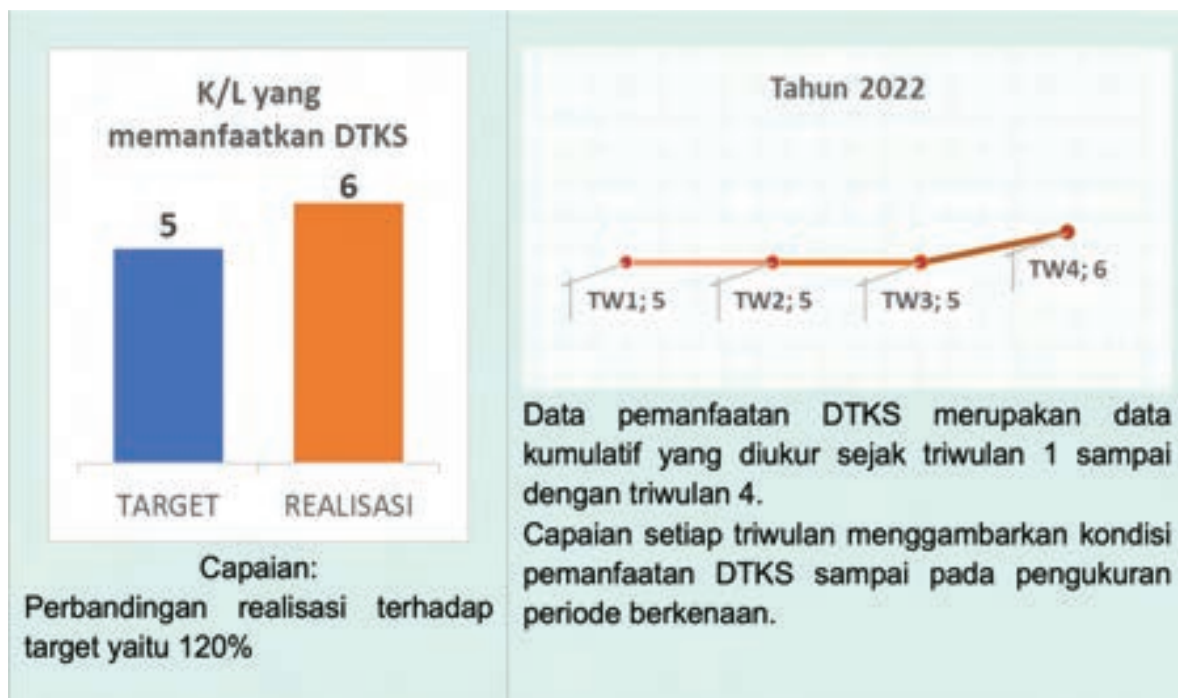 K/L yang
memanfaatkan DTKS
5
6
TARGET
REALISASI
Capaian:
Perbandingan realisasi terhadap
target yaitu 120%
Tahun 2022
TW1; 5
TW2; 5
TW3; 5
TW4; 6
Data pemanfaatan DTKS merupakan data
kumulatif yang diukur sejak triwulan 1 sampai
dengan triwulan 4.
Capaian setiap triwulan menggambarkan kondisi
pemanfaatan DTKS sampai pada pengukuran
periode berkenaan.